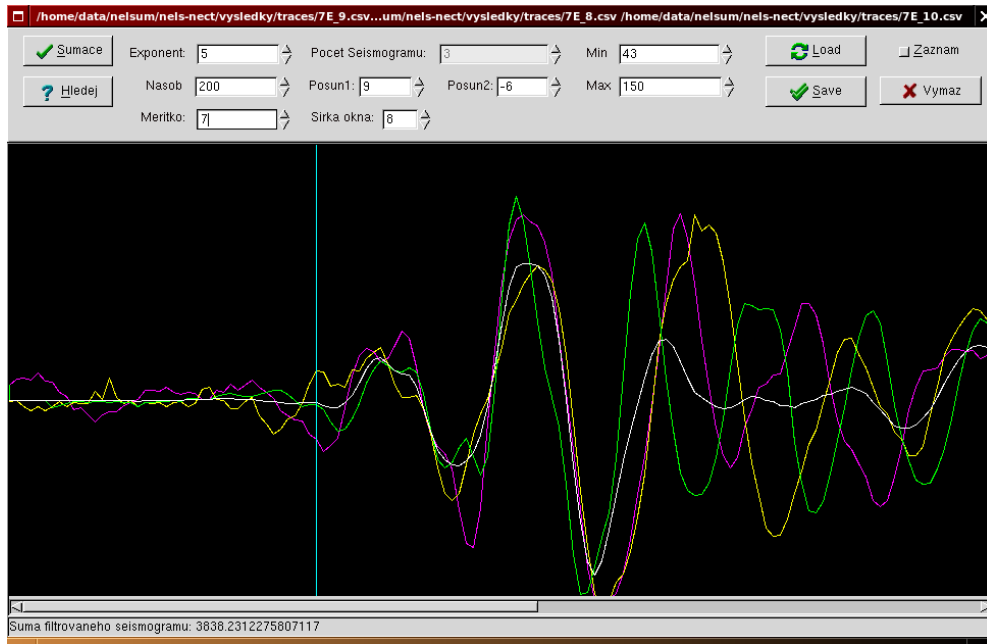 /home/data/nelsum/nels-nect/vysledky/traces/7E_9.csv...um/nels-nect/vysledky/traces/7E_8.csv /home/data/nelsum/nels-nect/vysledky/traces/7E_10.csv
Sumace Exponent: 5 Pocet Seismogramu: 3 Min 43 Load Zaznam
Hledej Nasob 200 Posun1: 9 Posun2: -6 Max 150 Save Vymaz
Meritko: 7 Sirka okna: 8
Suma filtrovaneho seismogramu: 3838.2312275807117